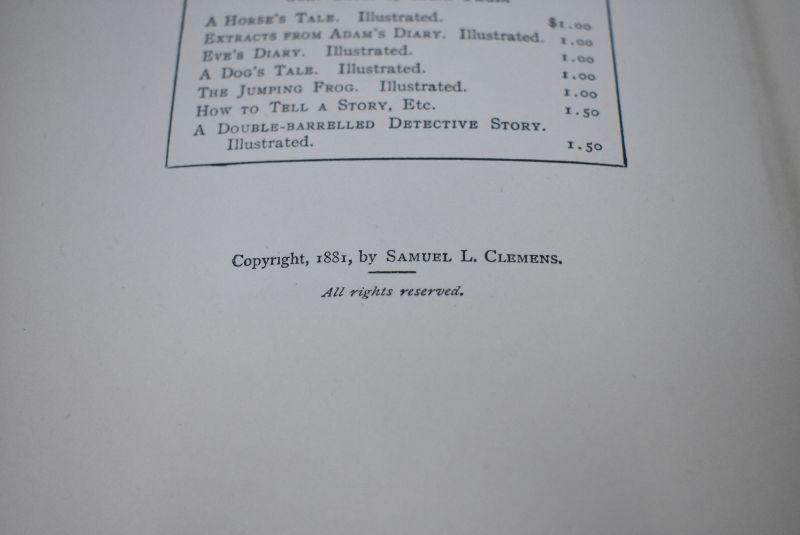 A Horse's Tale. Illustrated. $1.00
Extracts from Adam's Diary. Illustrated. 1.00
Eve's Diary. Illustrated. 1.00
A Dog's Tale. Illustrated. 1.00
The Jumping Frog. Illustrated. 1.00
How to Tell a Story, Etc. 1.50
A Double-barrelled Detective Story.
Illustrated. 1.50
Copyright, 1881, by Samuel L. Clemens.
All rights reserved.